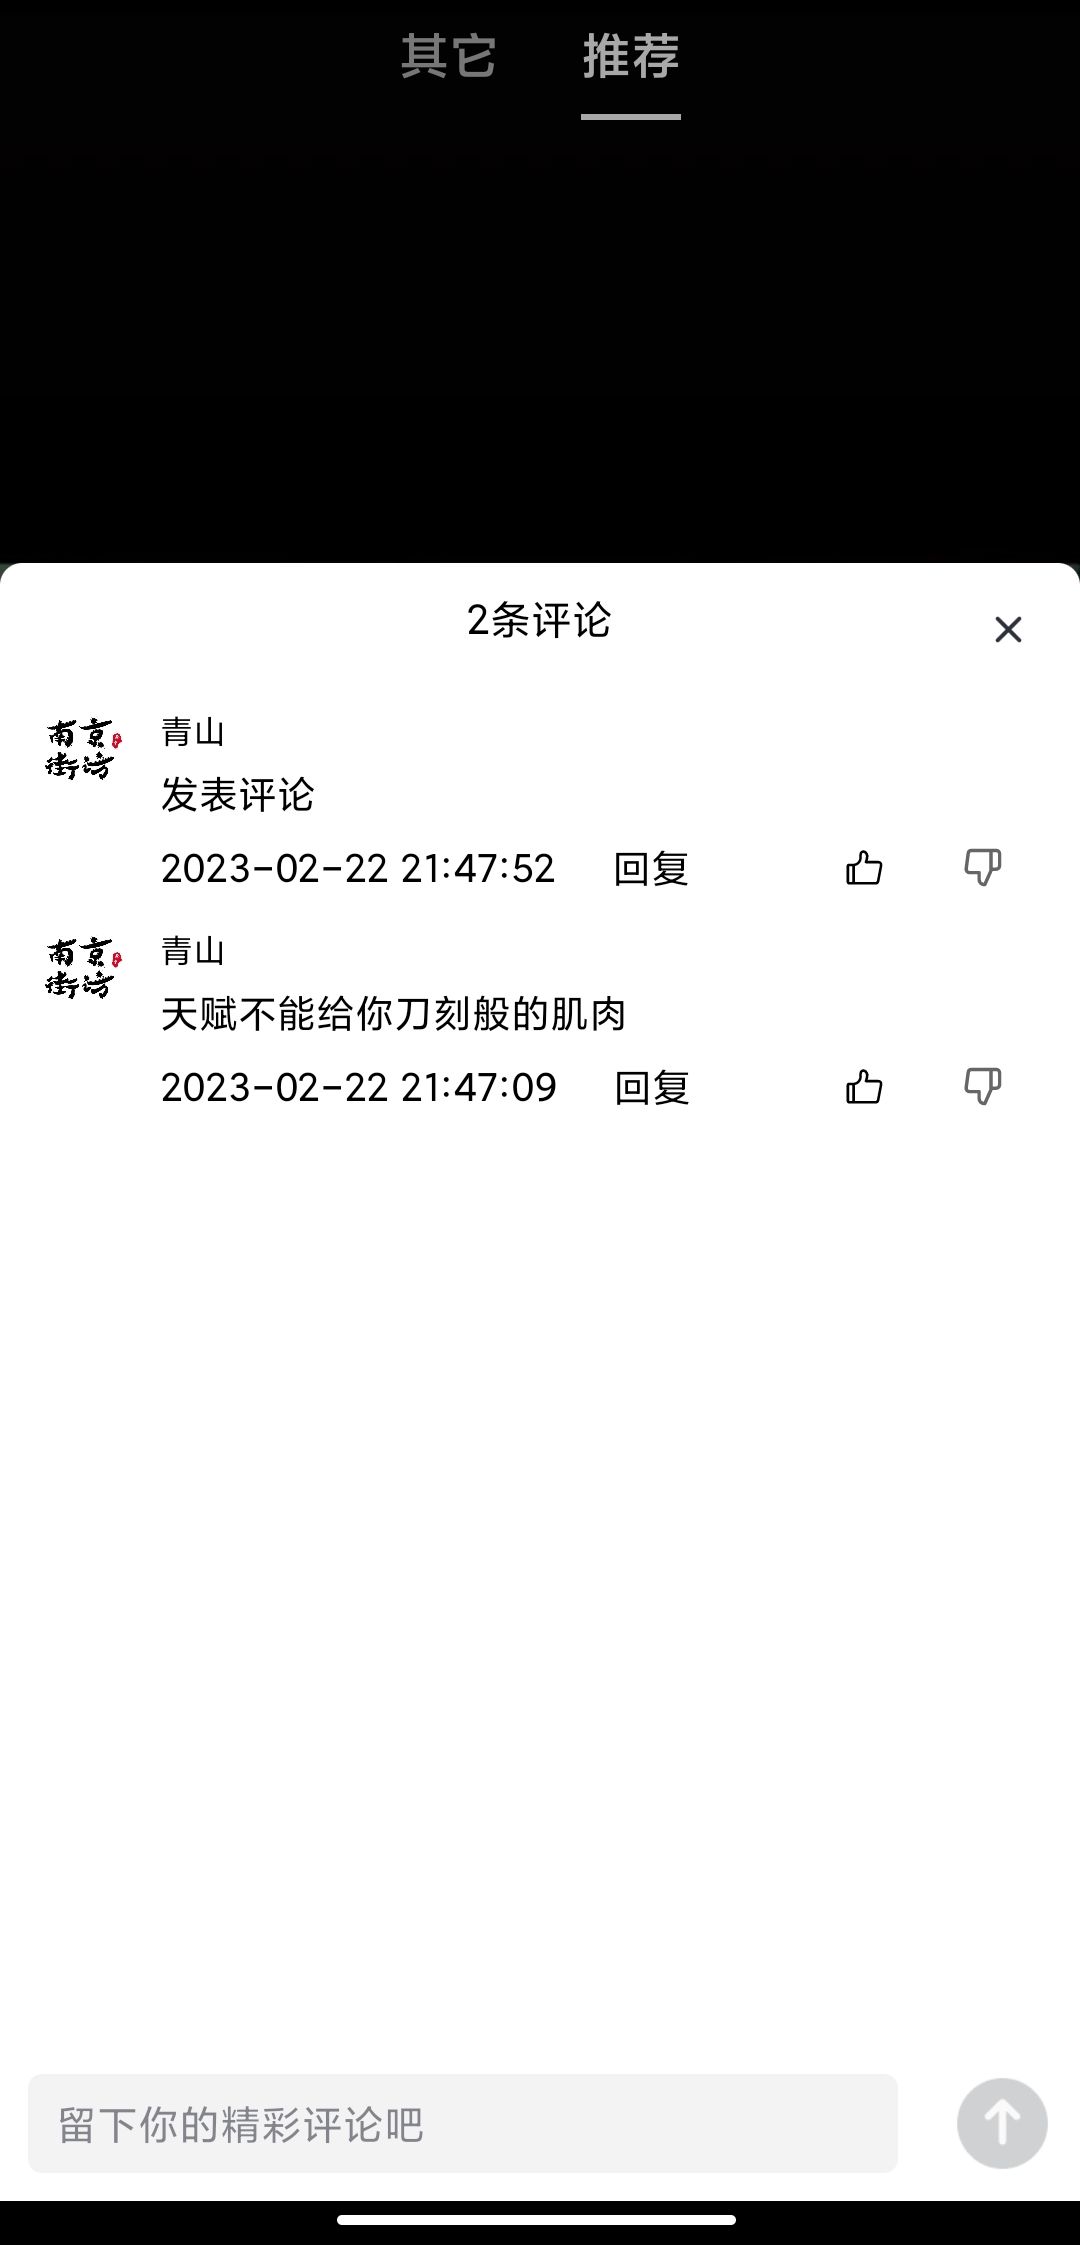 其它 推荐
2条评论
南京
街坊
青山
发表评论
2023-02-22 21:47:52 回复
南京
街坊
青山
天赋不能给你刀刻般的肌肉
2023-02-22 21:47:09 回复
留下你的精彩评论吧